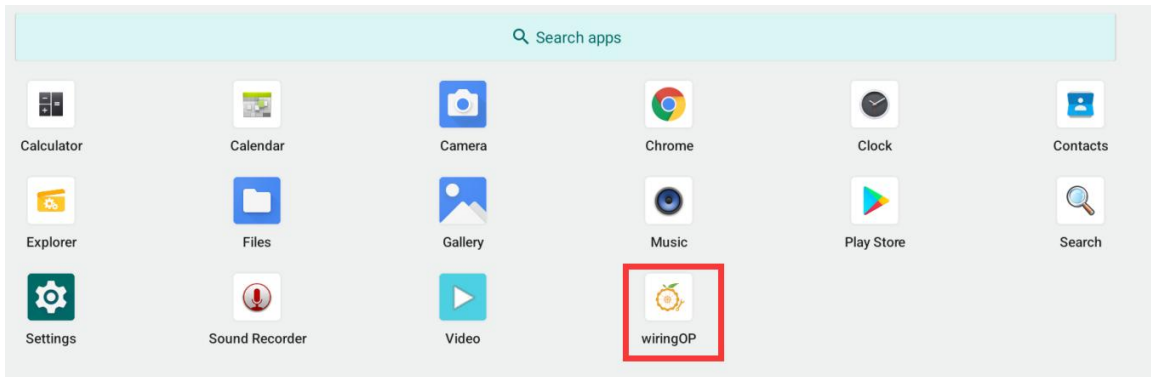 Search apps
Calculator Calendar Camera Chrome Clock Contacts
Explorer Files Gallery Music Play Store Search
Settings Sound Recorder Video wiringOP